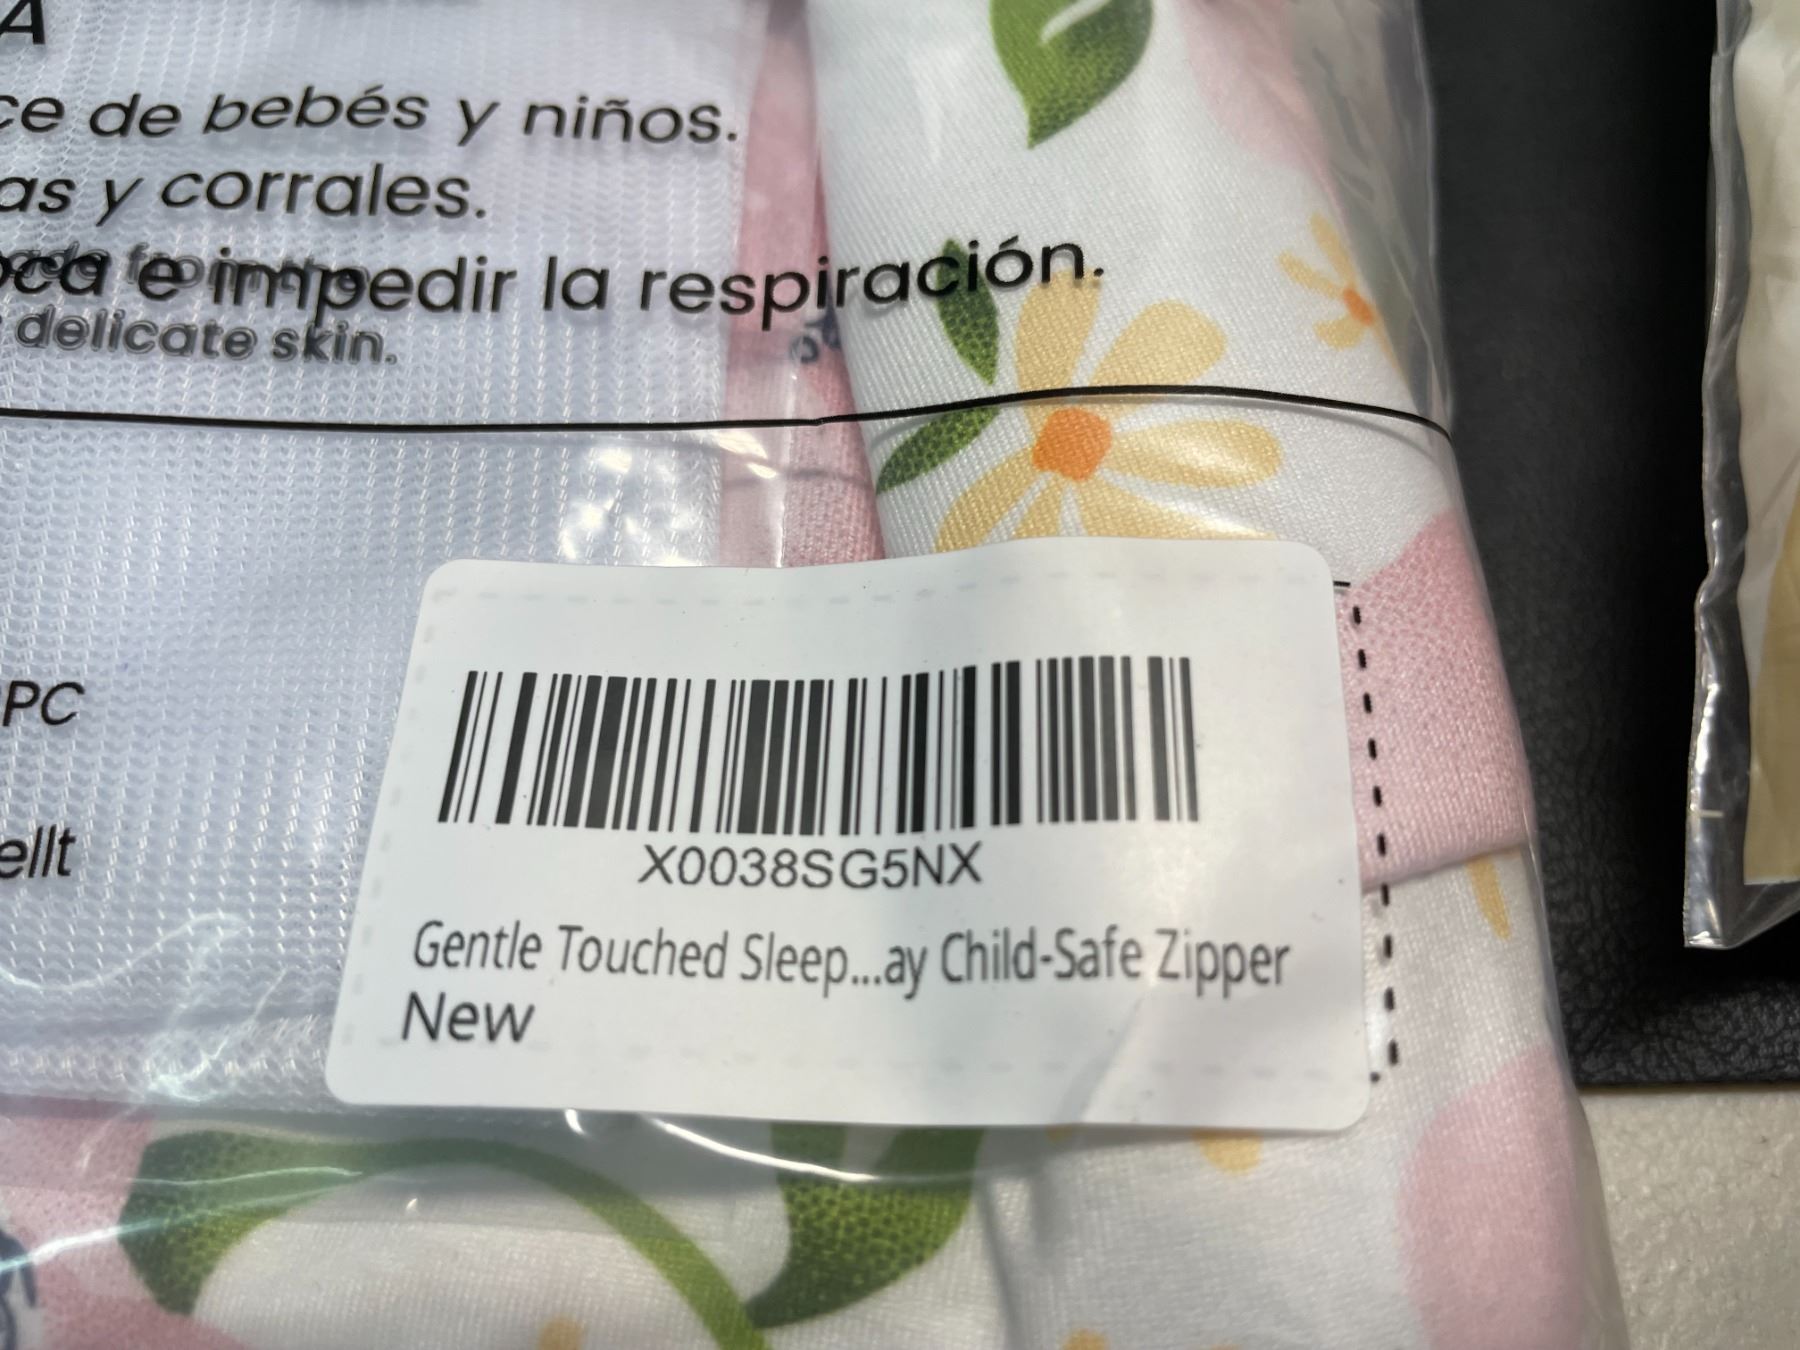 A
ce de bebés y niños.
as y corrales.
oca e impedir la respiración.
delicate skin.
PC
ellt
X0038SG5NX
Gentle Touched Sleep...ay Child-Safe Zipper
New